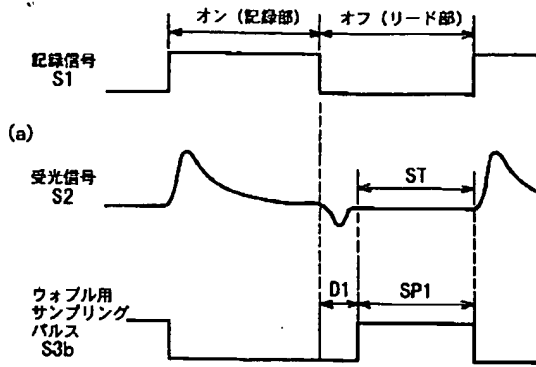 オン（記録部）
オフ（リード部）
記録信号
S1
(a)
受光信号
S2
ST
D1
SP1
ウォブル用
サンプリング
パルス
S3b